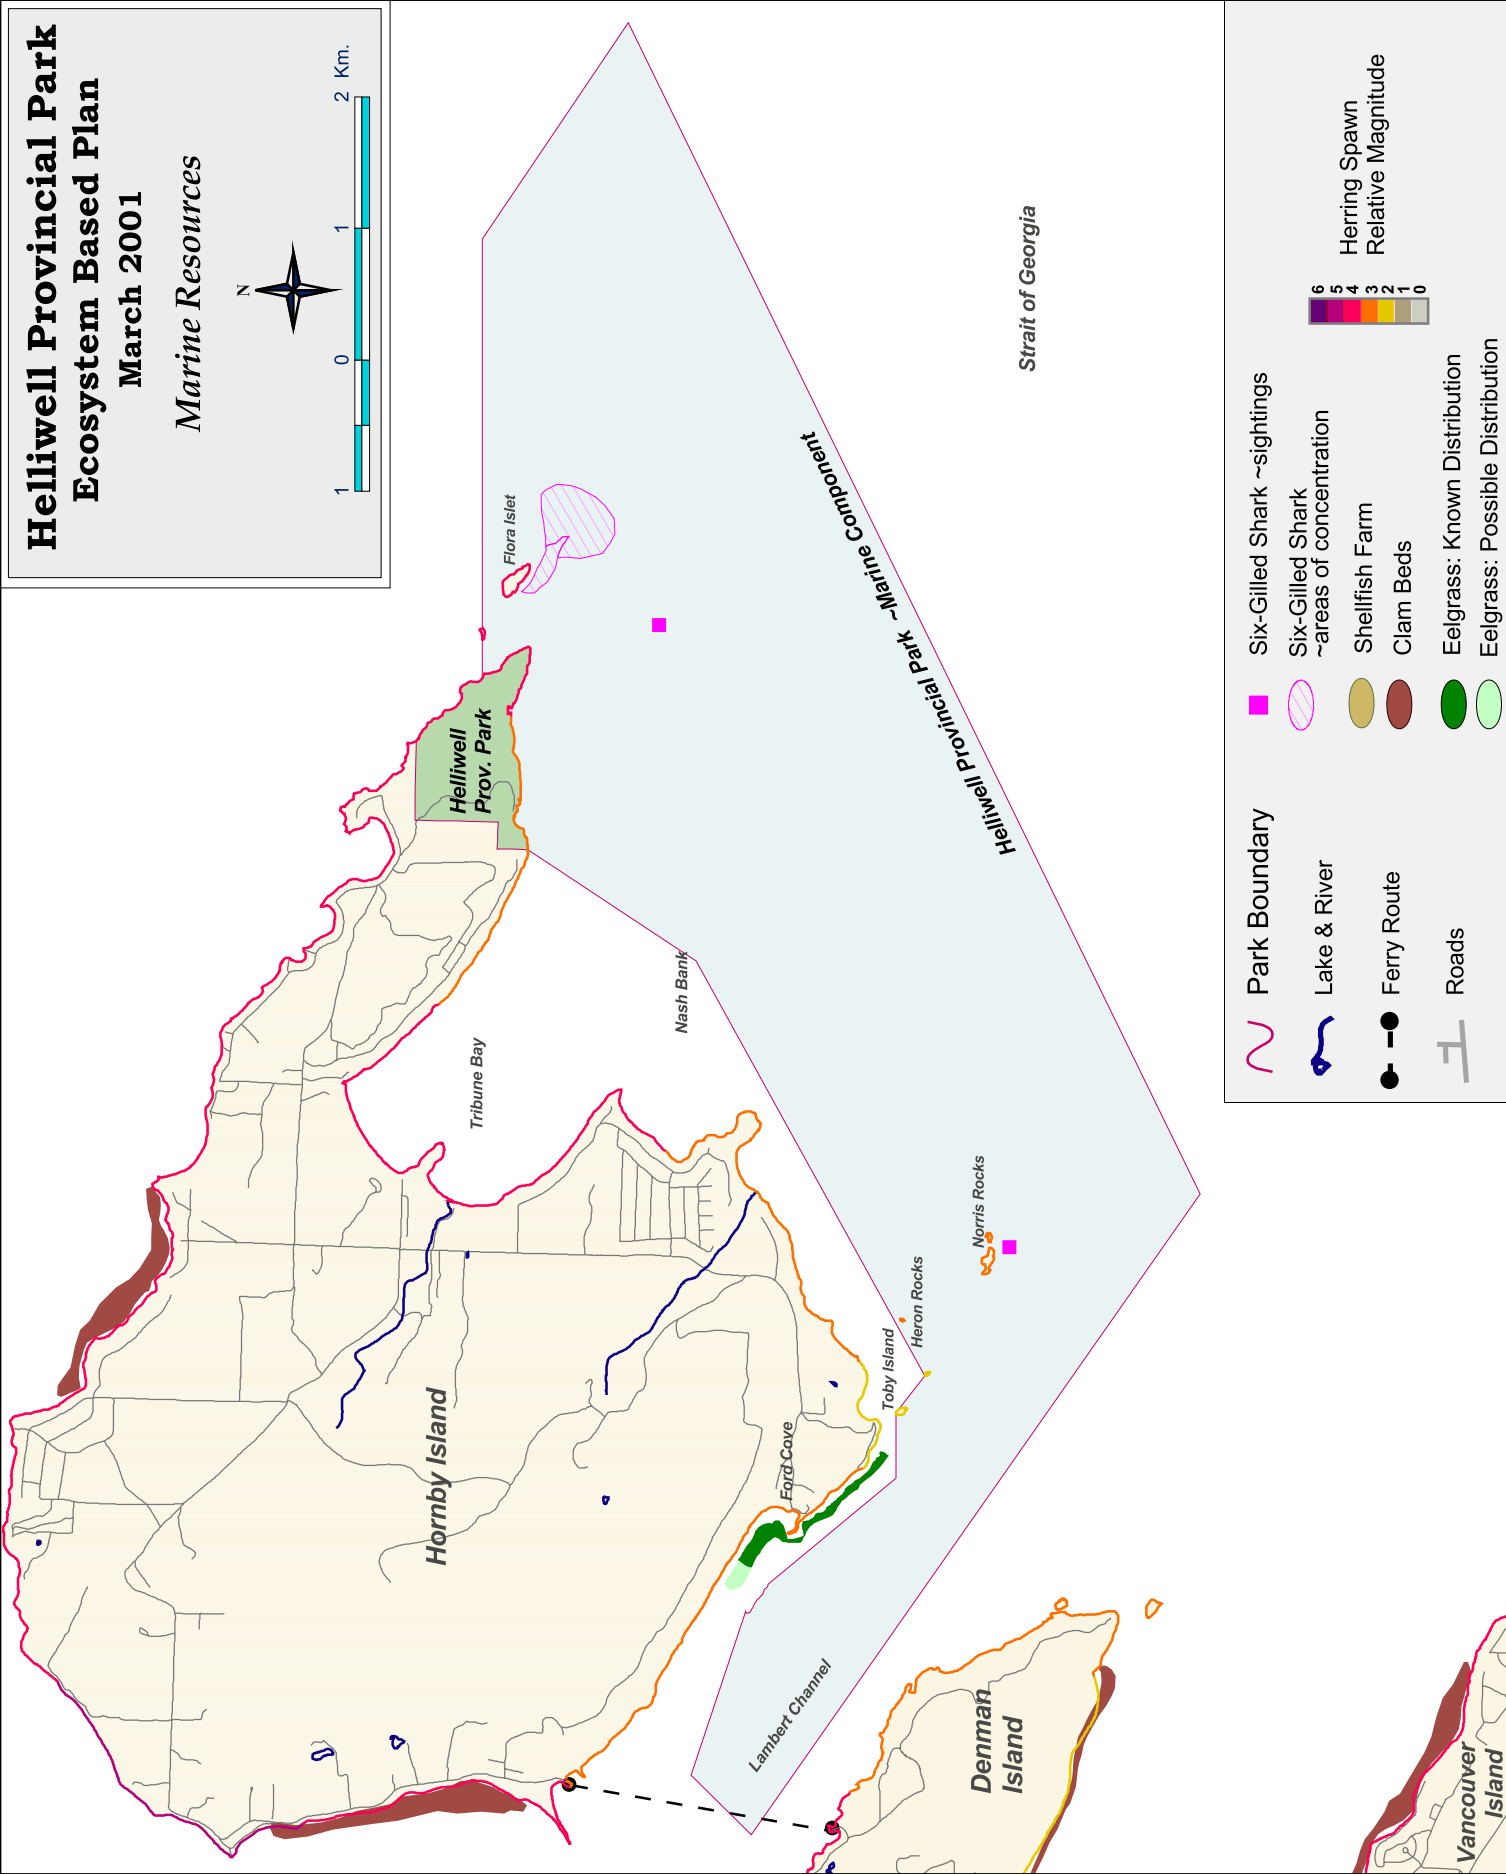 Helliwell Provincial Park
Ecosystem Based Plan
March 2001
Marine Resources
N
1 0 1 2 Km.
Flora Islet
Helliwell
Prov. Park
Strait of Georgia
Helliwell Provincial Park ~Marine Component
Tribune Bay
Nash Bank
Hornby Island
Norris Rocks
Heron Rocks
Toby Island
Ford Cove
Lambert Channel
Denman
Island
Vancouver
Island
Park Boundary
Lake & River
Ferry Route
Roads
Six-Gilled Shark ~sightings
Six-Gilled Shark
~areas of concentration
Shellfish Farm
Clam Beds
Eelgrass: Known Distribution
Eelgrass: Possible Distribution
6
5
4
3
2
1
0
Herring Spawn
Relative Magnitude